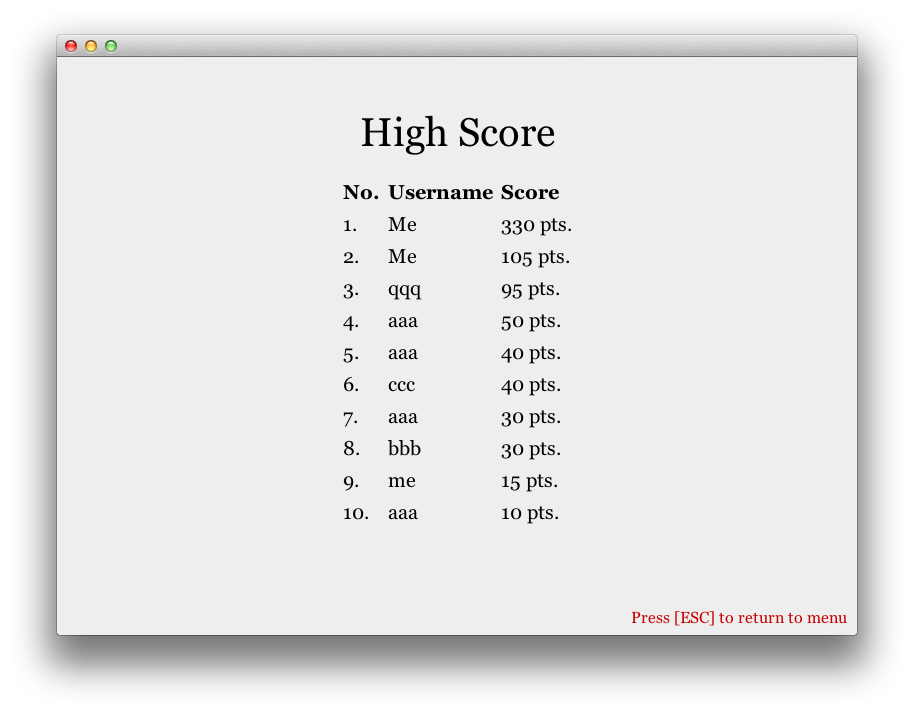 High Score
No. Username Score
1. Me 330 pts.
2. Me 105 pts.
3. qqq 95 pts.
4. aaa 50 pts.
5. aaa 40 pts.
6. ccc 40 pts.
7. aaa 30 pts.
8. bbb 30 pts.
9. me 15 pts.
10. aaa 10 pts.
Press [ESC] to return to menu